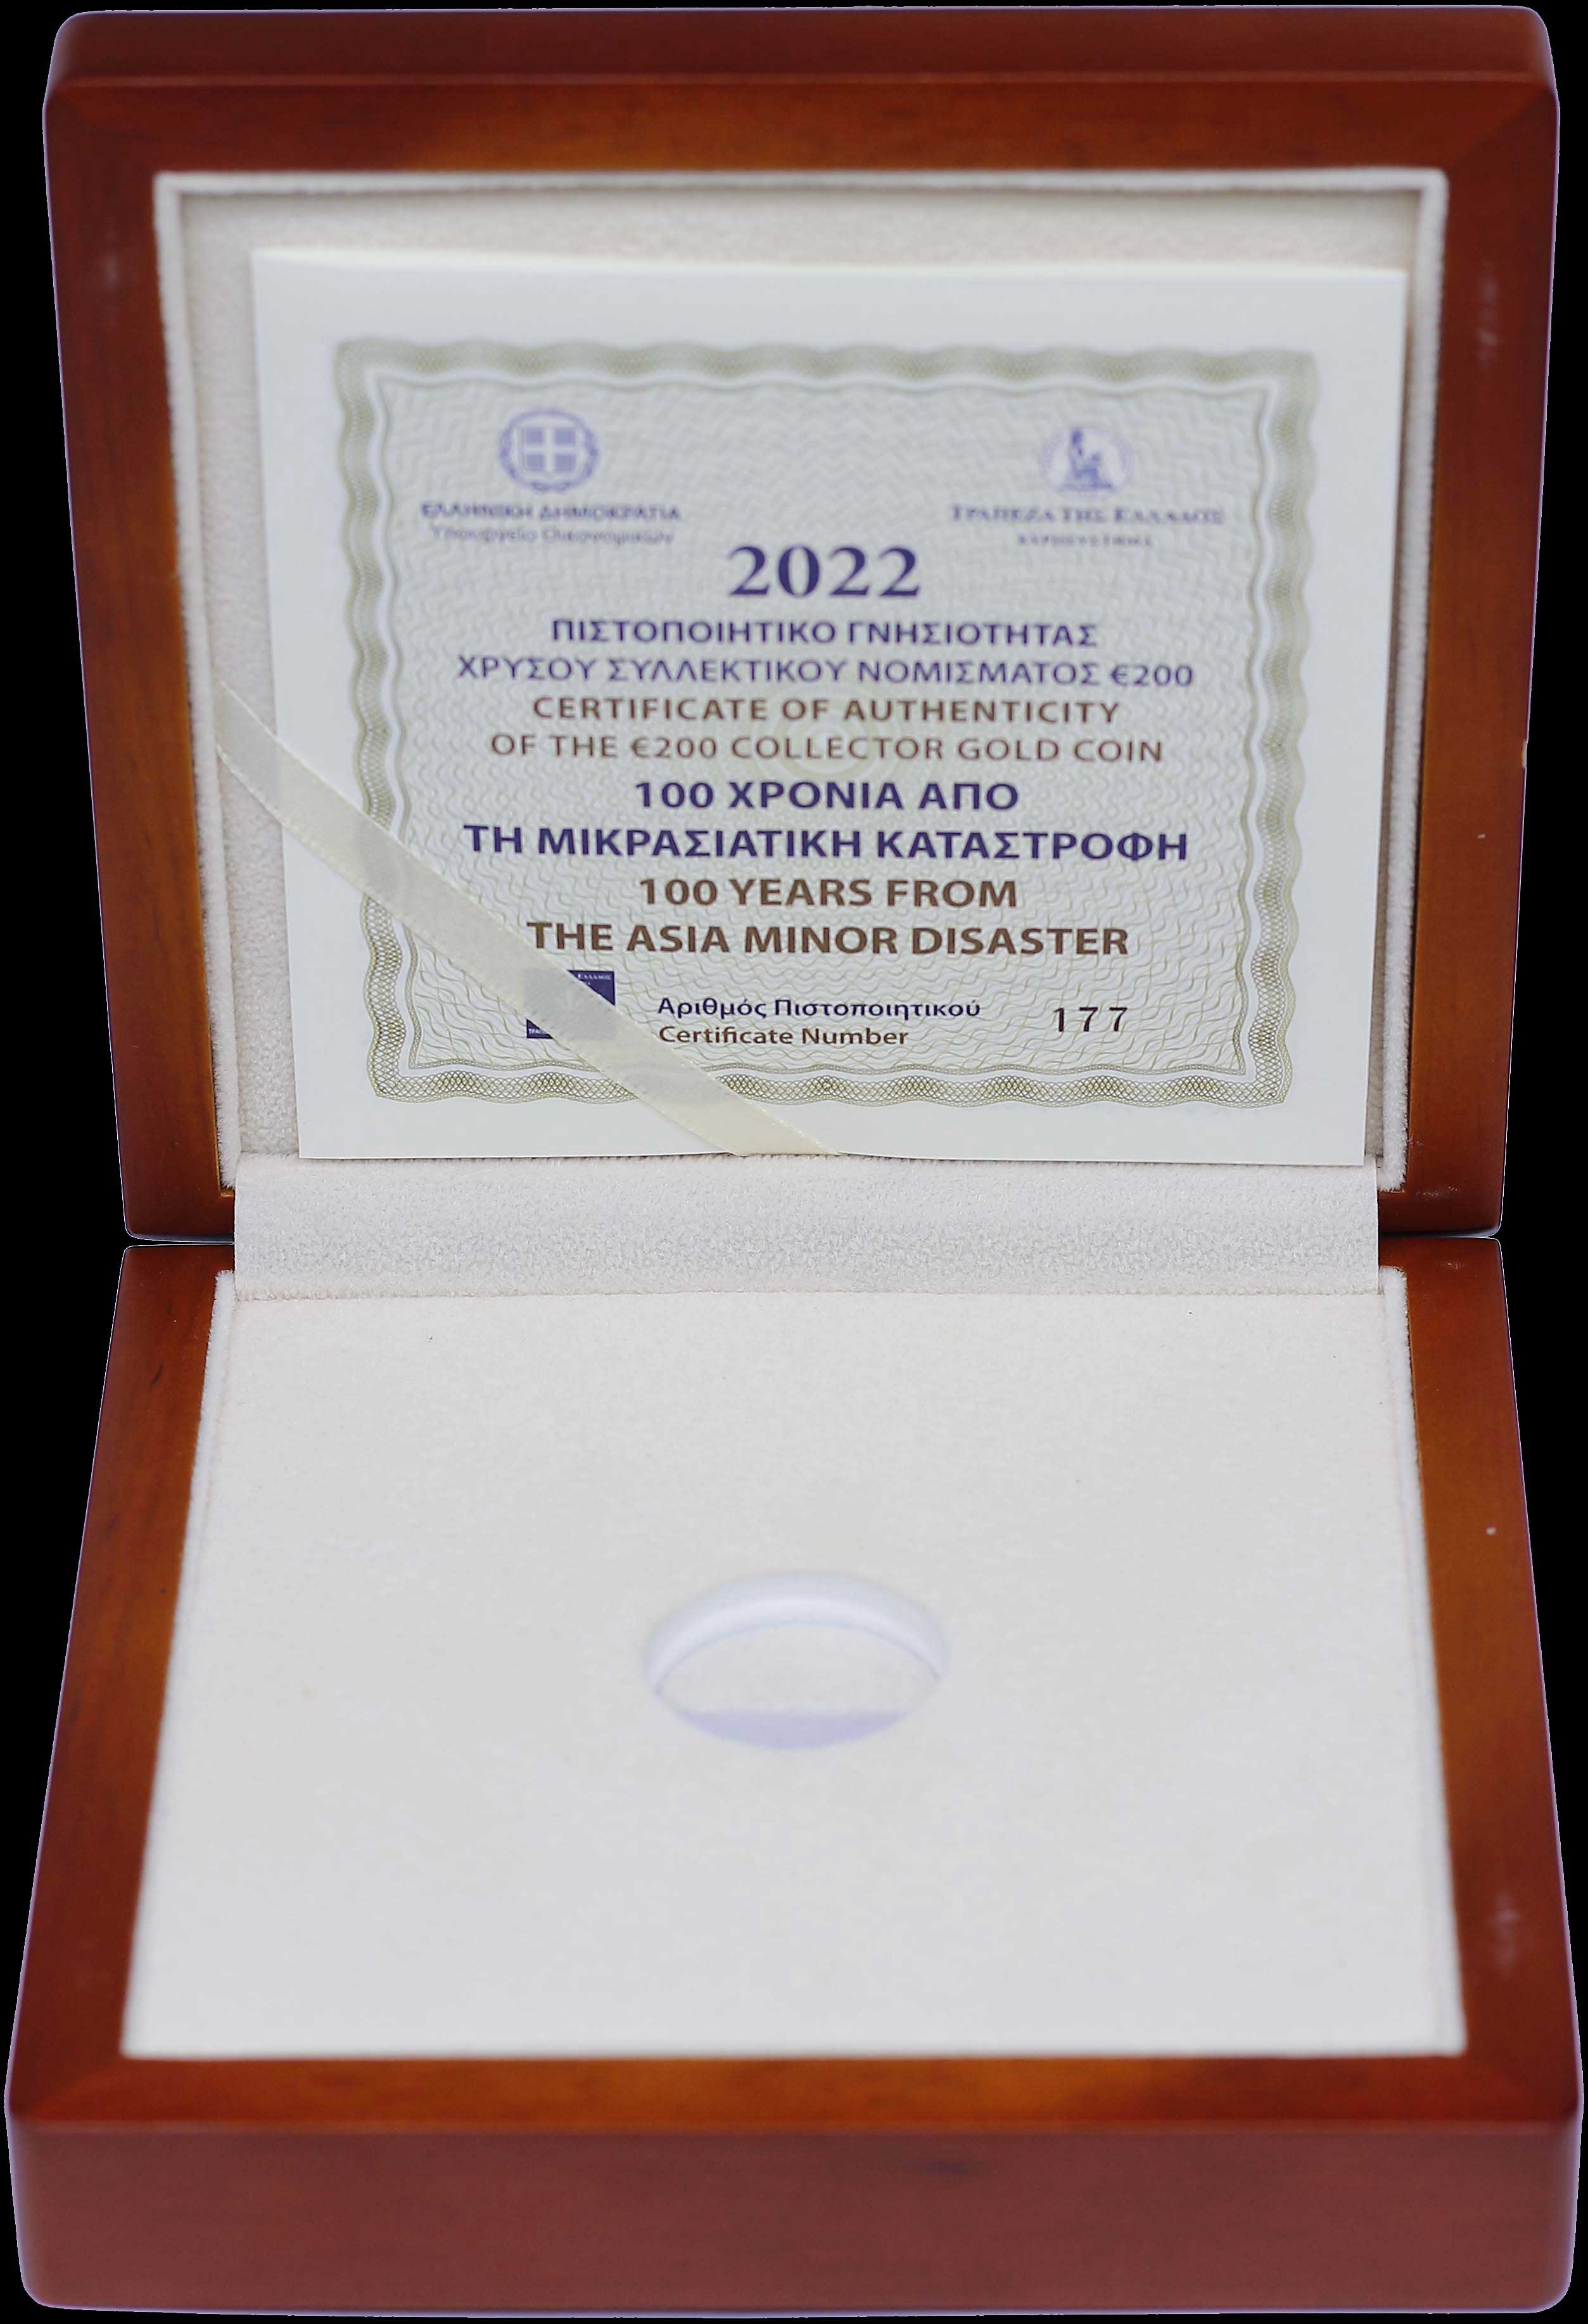 ΕΛΛΗΝΙΚΗ ΔΗΜΟΚΡΑΤΙΑ
Υπουργείο Οικονομικών
ΤΡΑΠΕΖΑ ΤΗΣ ΕΛΛΑΔΟΣ
2022
ΠΙΣΤΟΠΟΙΗΤΙΚΟ ΓΝΗΣΙΟΤΗΤΑΣ
ΧΡΥΣΟΥ ΣΥΛΛΕΚΤΙΚΟΥ ΝΟΜΙΣΜΑΤΟΣ €200
CERTIFICATE OF AUTHENTICITY
OF THE €200 COLLECTOR GOLD COIN
100 ΧΡΟΝΙΑ ΑΠΟ
ΤΗ ΜΙΚΡΑΣΙΑΤΙΚΗ ΚΑΤΑΣΤΡΟΦΗ
100 YEARS FROM
THE ASIA MINOR DISASTER
Αριθμός Πιστοποιητικού
Certificate Number
177